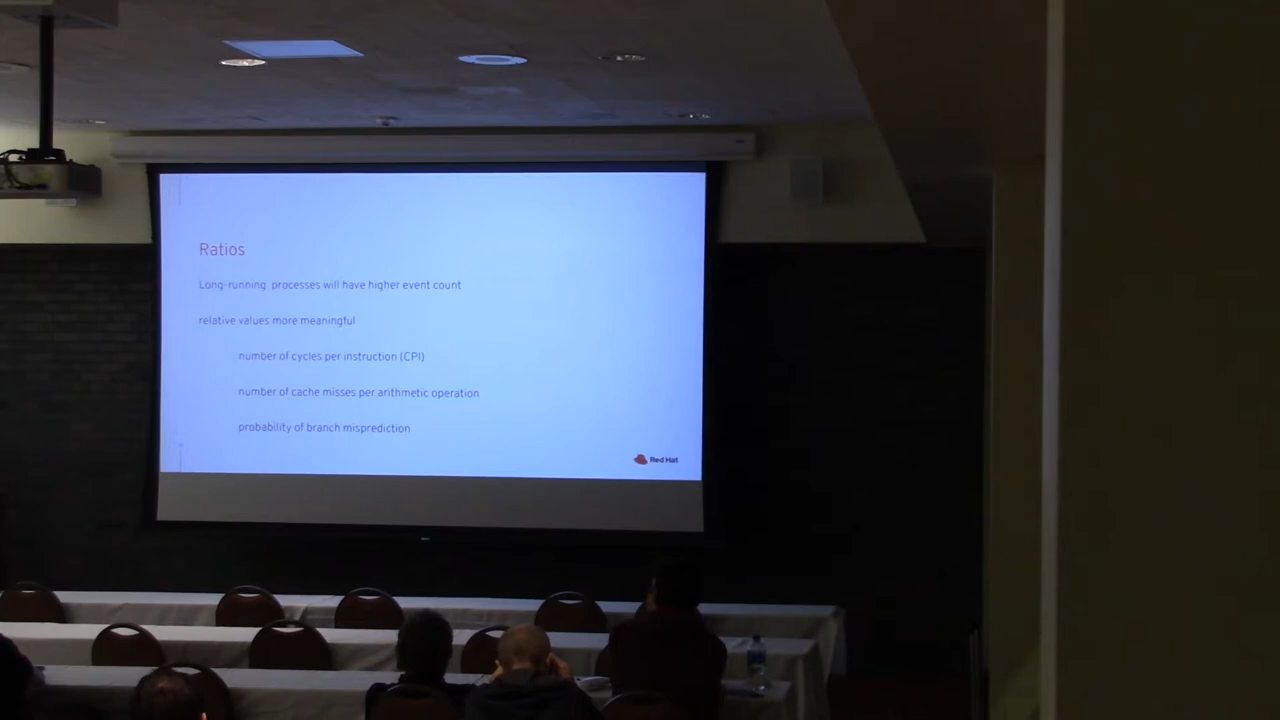 Ratios
Long-running processes will have higher event count
relative values more meaningful
number of cycles per instruction (CPI)
number of cache misses per arithmetic operation
probability of branch misprediction
Red Hat